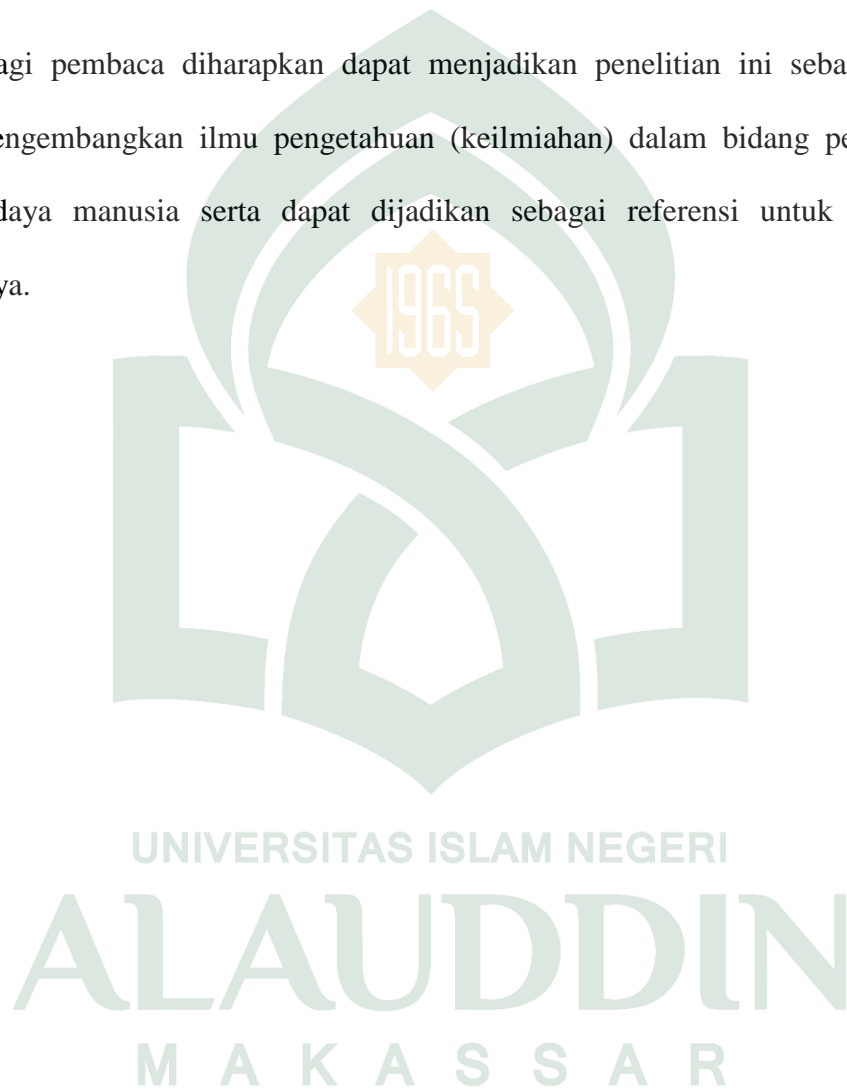 agi pembaca diharapkan dapat menjadikan penelitian ini seba
engembangkan ilmu pengetahuan (keilmiahan) dalam bidang pe
daya manusia serta dapat dijadikan sebagai referensi untuk
ya.
1965
UNIVERSITAS ISLAM NEGERI
ALAUDDIN
MAKASSAR